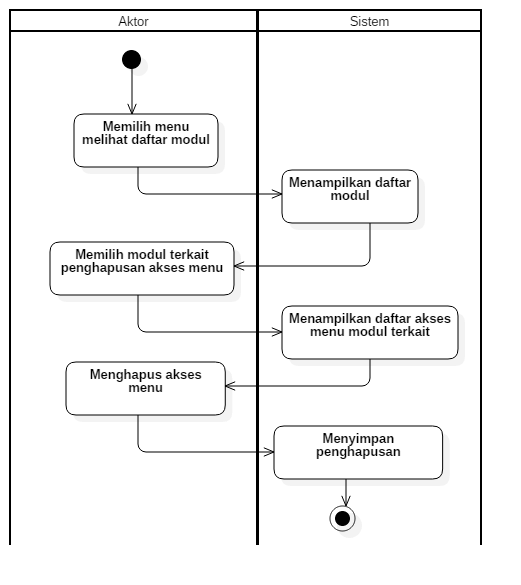 Aktor
Sistem
Memilih menu
melihat daftar modul
Menampilkan daftar
modul
Memilih modul terkait
penghapusan akses menu
Menampilkan daftar akses
menu modul terkait
Menghapus akses
menu
Menyimpan
penghapusan